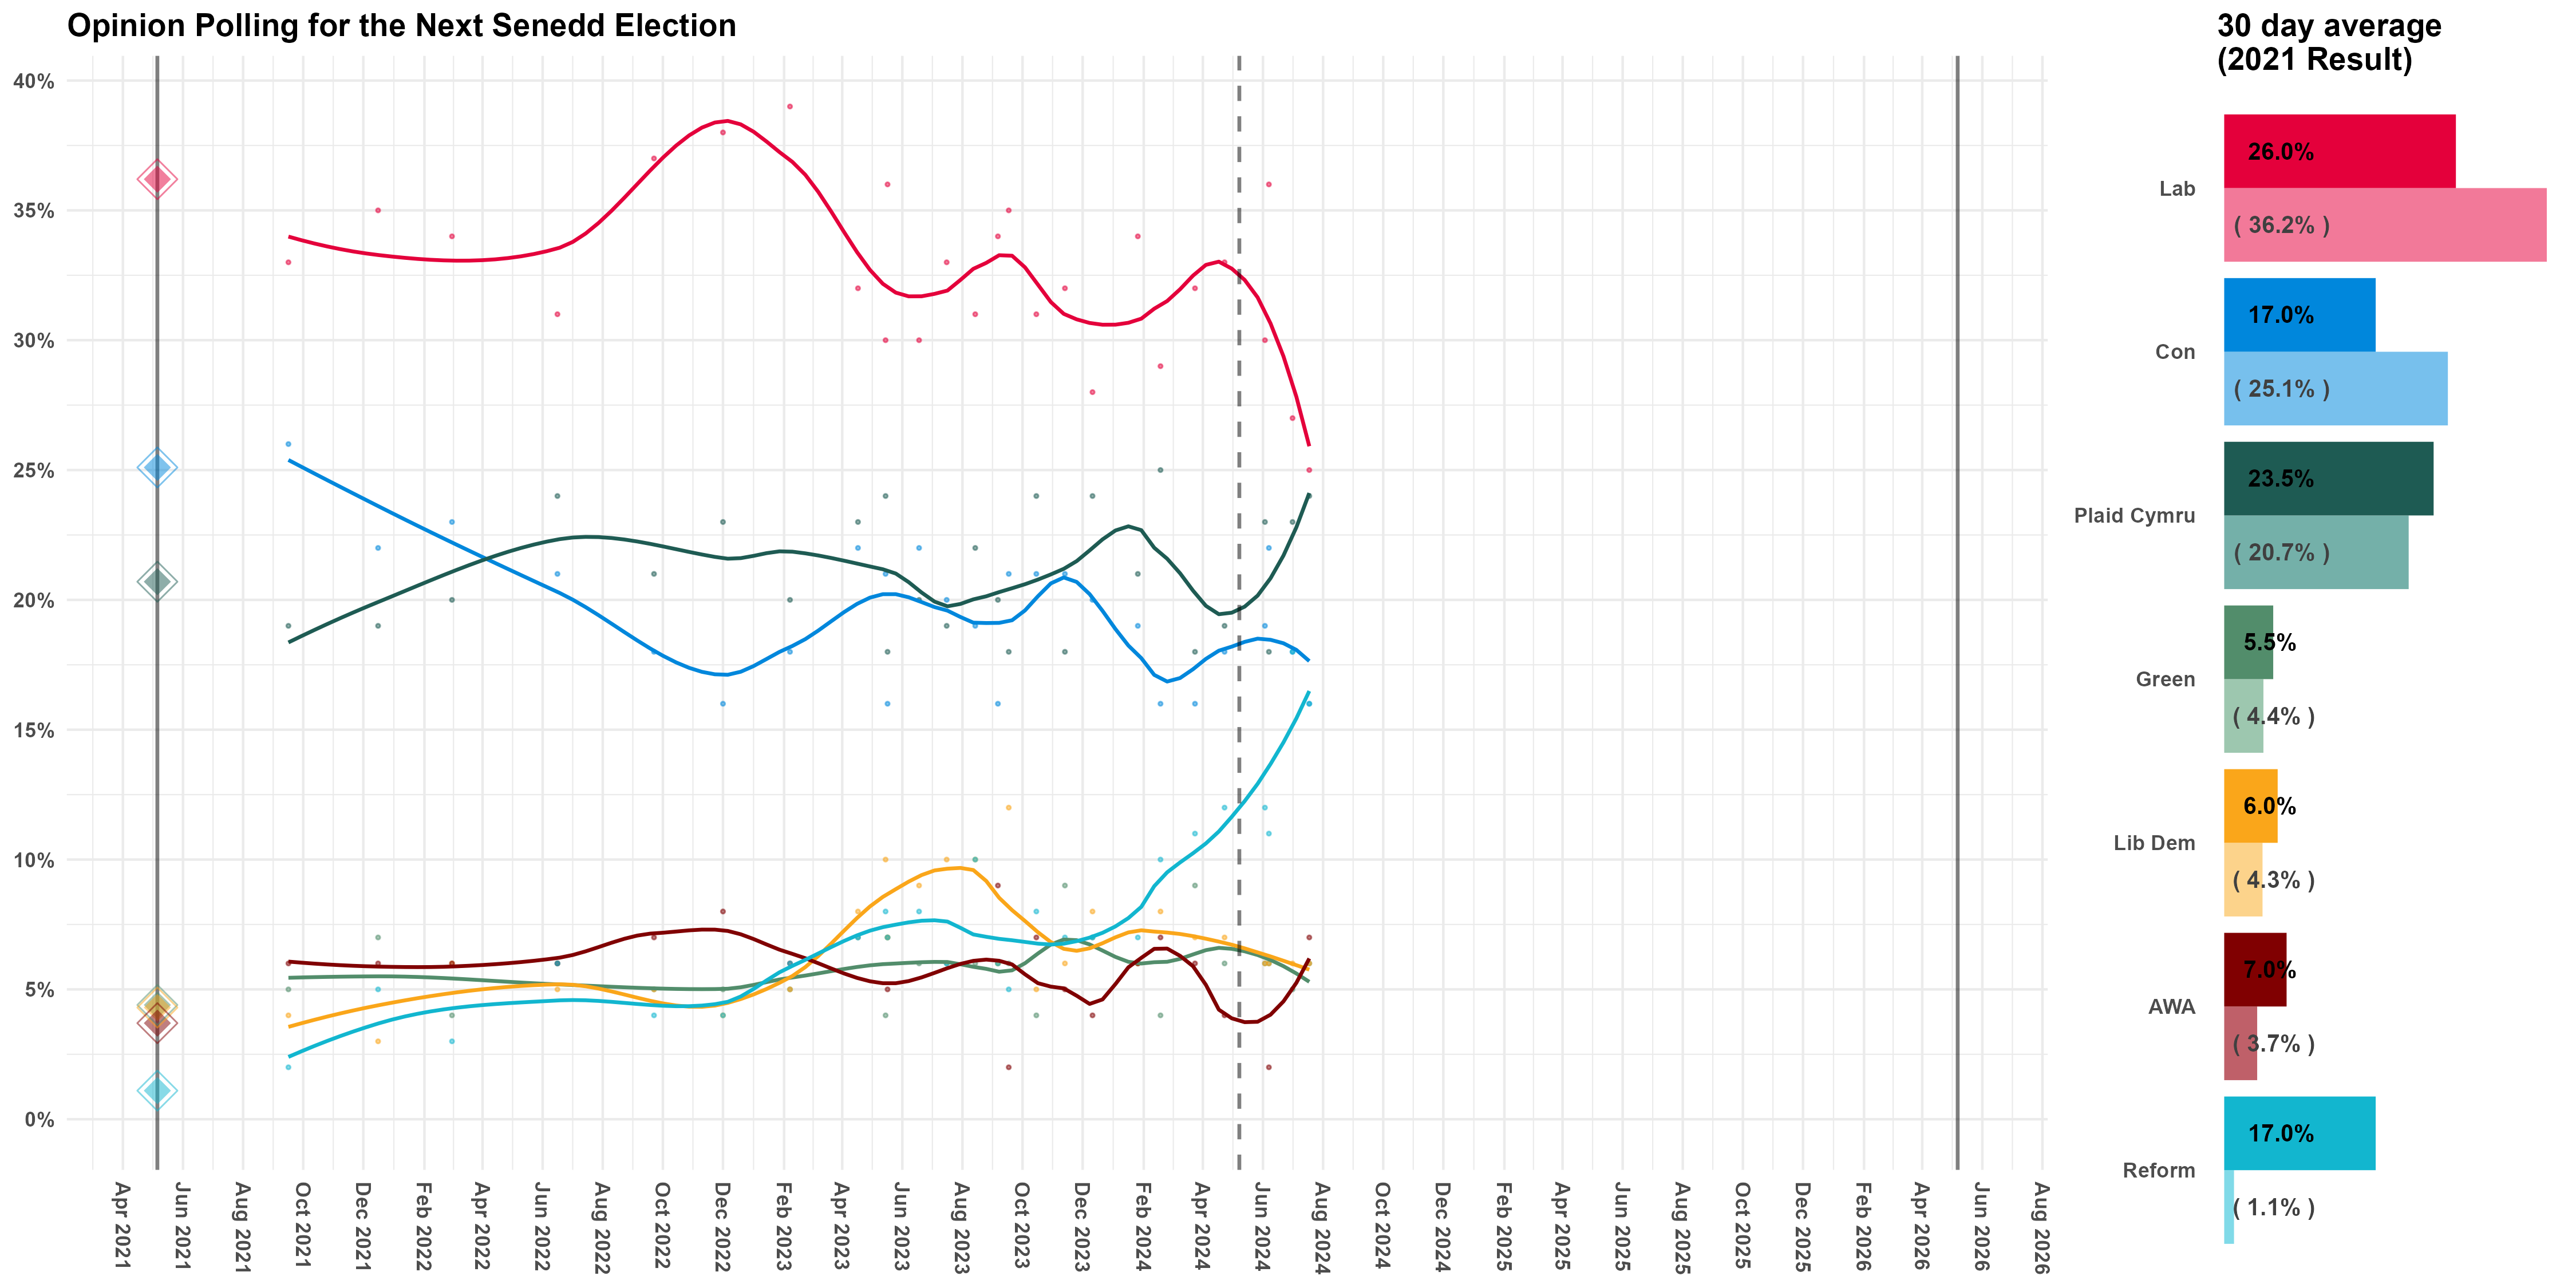 Opinion Polling for the Next Senedd Election
30 day average
(2021 Result)
40%
35%
30%
25%
20%
15%
10%
5%
0%
Apr 2021
Jun 2021
Aug 2021
Oct 2021
Dec 2021
Feb 2022
Apr 2022
Jun 2022
Aug 2022
Oct 2022
Dec 2022
Feb 2023
Apr 2023
Jun 2023
Aug 2023
Oct 2023
Dec 2023
Feb 2024
Apr 2024
Jun 2024
Aug 2024
Oct 2024
Dec 2024
Feb 2025
Apr 2025
Jun 2025
Aug 2025
Oct 2025
Dec 2025
Feb 2026
Apr 2026
Jun 2026
Aug 2026
Lab
26.0%
( 36.2% )
Con
17.0%
( 25.1% )
Plaid Cymru
23.5%
( 20.7% )
Green
5.5%
( 4.4% )
Lib Dem
6.0%
( 4.3% )
AWA
7.0%
( 3.7% )
Reform
17.0%
( 1.1% )